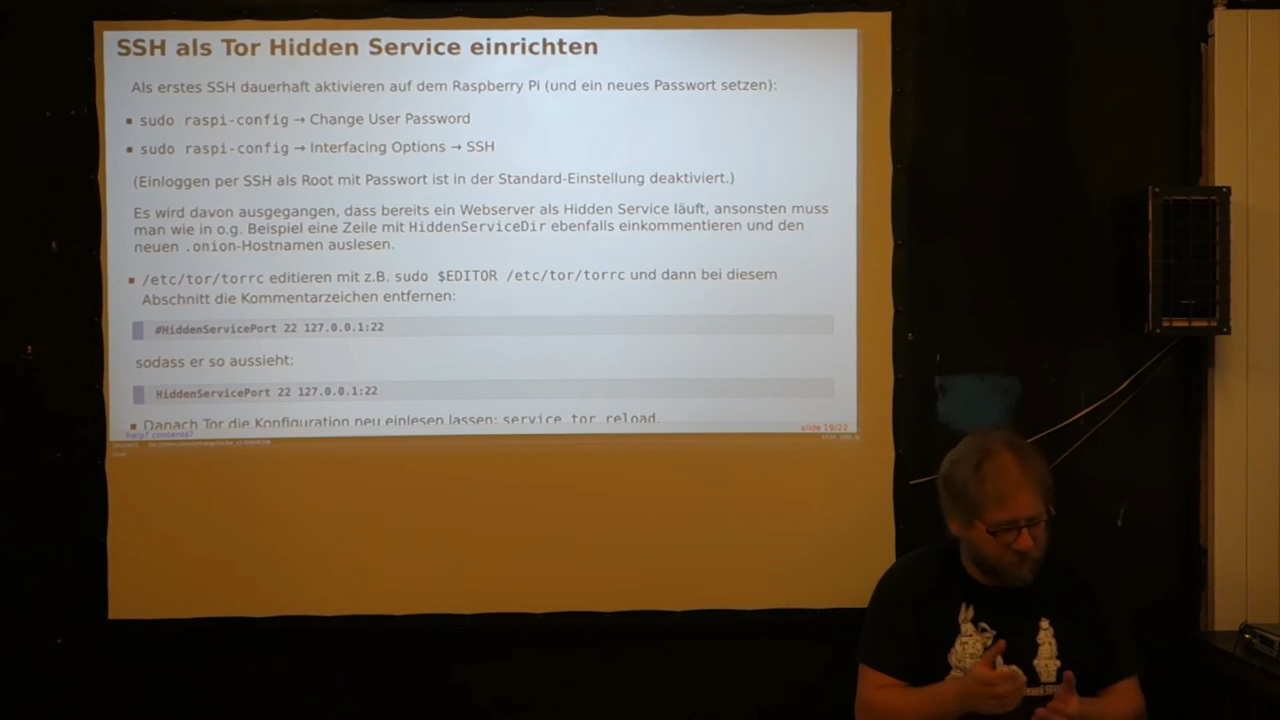 SSH als Tor Hidden Service einrichten
Als erstes SSH dauerhaft aktivieren auf dem Raspberry Pi (und ein neues Passwort setzen):
▪ sudo raspi-config → Change User Password
▪ sudo raspi-config → Interfacing Options → SSH
(Einloggen per SSH als Root mit Passwort ist in der Standard-Einstellung deaktiviert.)
Es wird davon ausgegangen, dass bereits ein Webserver als Hidden Service läuft, ansonsten muss
man wie in o.g. Beispiel eine Zeile mit HiddenServiceDir ebenfalls einkommentieren und den
neuen .onion-Hostnamen auslesen.
▪ /etc/tor/torrc editieren mit z.B. sudo $EDITOR /etc/tor/torrc und dann bei diesem
Abschnitt die Kommentarzeichen entfernen:
#HiddenServicePort 22 127.0.0.1:22
sodass er so aussieht:
HiddenServicePort 22 127.0.0.1:22
▪ Danach Tor die Konfiguration neu einlesen lassen: service tor reload.
help? contents?
slide 19/22